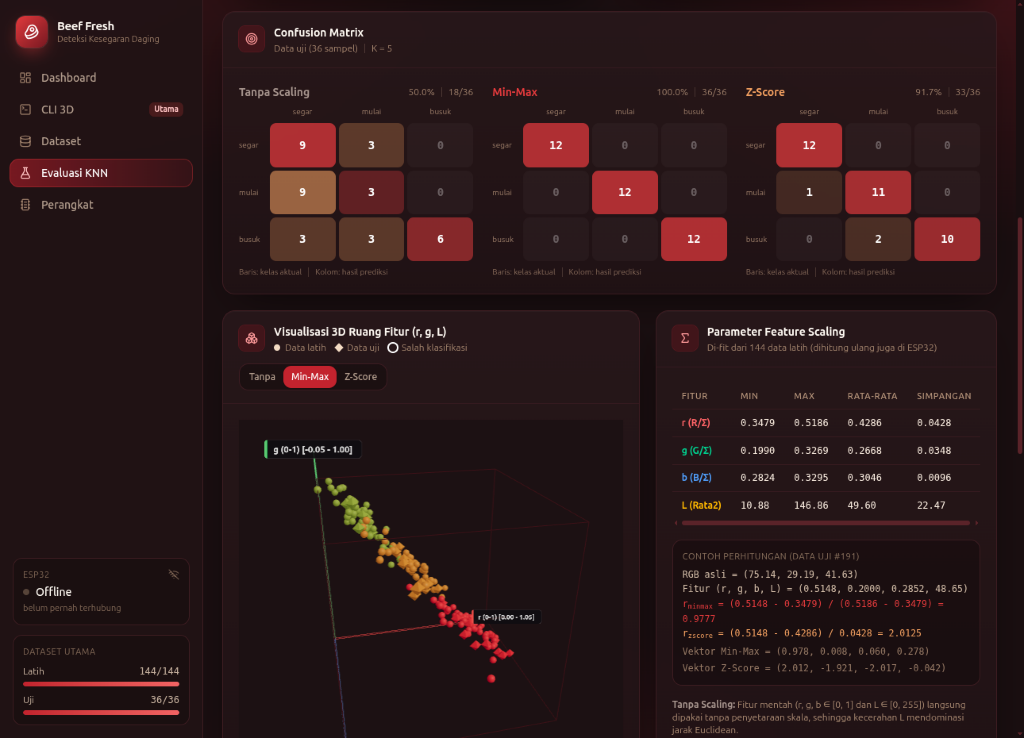 Beef Fresh
Deteksi Kesegaran Daging
Dashboard
CLI 3D
Utama
Dataset
Evaluasi KNN
Perangkat
ESP32
Offline
belum pernah terhubung
DATASET UTAMA
Latih 144/144
Uji 36/36
Confusion Matrix
Data uji (36 sampel) | K = 5
Tanpa Scaling 50.0% | 18/36
segar mulai busuk
segar 9 3 0
mulai 9 3 0
busuk 3 3 6
Baris: kelas aktual | Kolom: hasil prediksi
Min-Max 100.0% | 36/36
segar mulai busuk
segar 12 0 0
mulai 0 12 0
busuk 0 0 12
Baris: kelas aktual | Kolom: hasil prediksi
Z-Score 91.7% | 33/36
segar mulai busuk
segar 12 0 0
mulai 1 11 0
busuk 0 2 10
Baris: kelas aktual | Kolom: hasil prediksi
Visualisasi 3D Ruang Fitur (r, g, L)
Data latih Data uji Salah klasifikasi
Tanpa Min-Max Z-Score
g (0-1) [-0.05 - 1.00]
r (0-1) [0.00 - 1.05]
Σ
Parameter Feature Scaling
Di-fit dari 144 data latih (dihitung ulang juga di ESP32)
FITUR MIN MAX RATA-RATA SIMPANGAN
r (R/Σ) 0.3479 0.5186 0.4286 0.0428
g (G/Σ) 0.1990 0.3269 0.2668 0.0348
b (B/Σ) 0.2824 0.3295 0.3046 0.0096
L (Rata2) 10.88 146.86 49.60 22.47
CONTOH PERHITUNGAN (DATA UJI #191)
RGB asli = (75.14, 29.19, 41.63)
Fitur (r, g, b, L) = (0.5148, 0.2000, 0.2852, 48.65)
rminmax = (0.5148 - 0.3479) / (0.5186 - 0.3479) =
0.9777
rzscore = (0.5148 - 0.4286) / 0.0428 = 2.0125
Vektor Min-Max = (0.978, 0.008, 0.060, 0.278)
Vektor Z-Score = (2.012, -1.921, -2.017, -0.042)
Tanpa Scaling: Fitur mentah (r, g, b ∈ [0, 1] dan L ∈ [0, 255]) langsung
dipakai tanpa penyetaraan skala, sehingga kecerahan L mendominasi
jarak Euclidean.